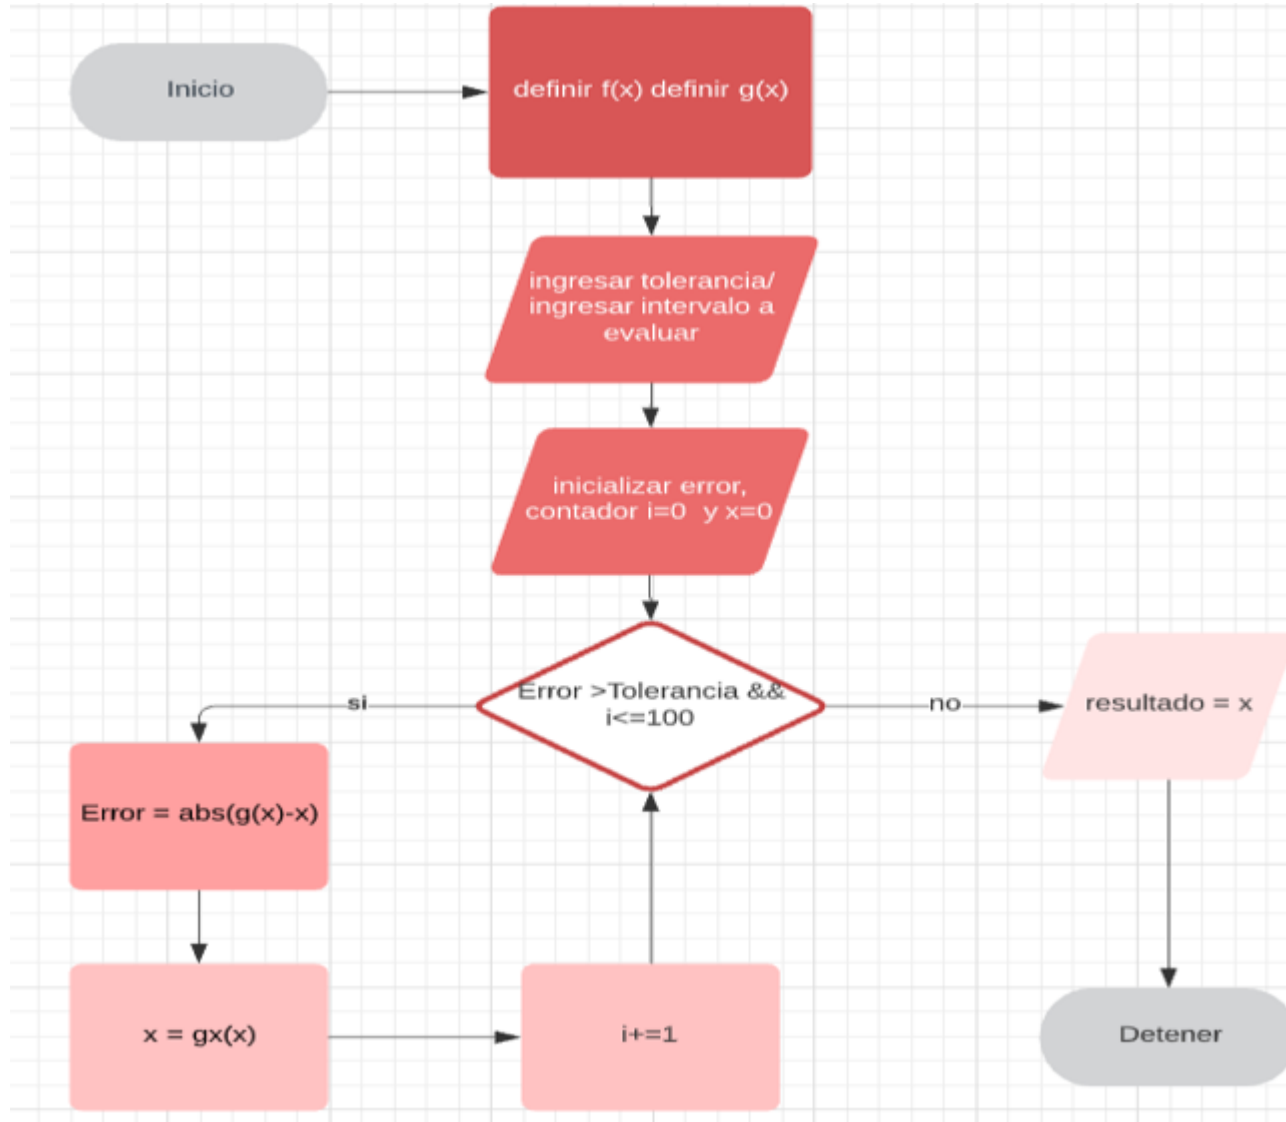 Inicio
definir f(x) definir g(x)
ingresar tolerancia/
ingresar intervalo a
evaluar
inicializar error,
contador i=0  y x=0
Error >Tolerancia &&
i<=100
si
no
resultado = x
Error = abs(g(x)-x)
x = gx(x)
i+=1
Detener